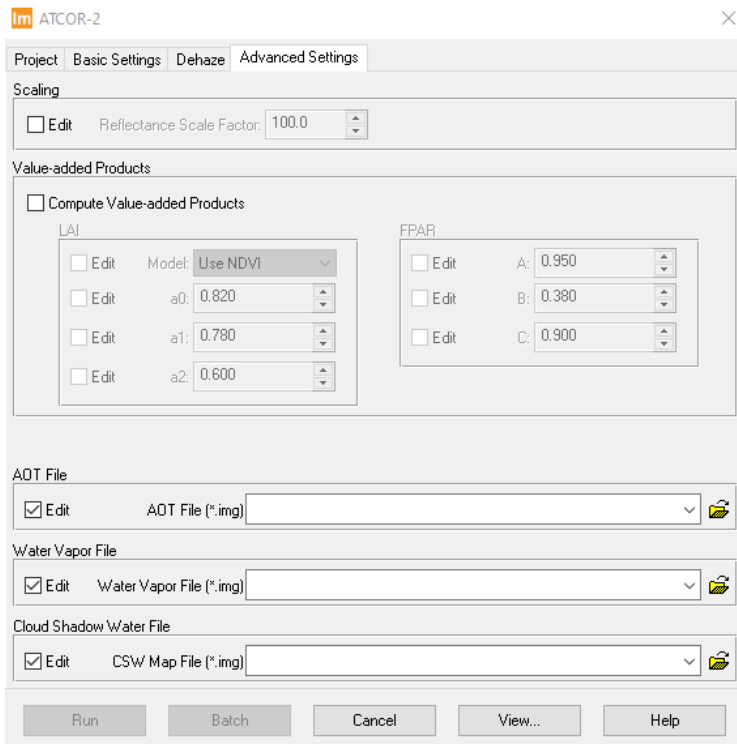 Im ATCOR-2
Project Basic Settings Dehaze Advanced Settings
Scaling
Edit Reflectance Scale Factor: 100.0
Value-added Products
Compute Value-added Products
LAI FPAR
Edit Model: Use NDVI Edit A: 0.950
Edit a0: 0.820 Edit B: 0.380
Edit a1: 0.780 Edit C: 0.900
Edit a2: 0.600
AOT File
Edit AOT File (*.img)
Water Vapor File
Edit Water Vapor File (*.img)
Cloud Shadow Water File
Edit CSW Map File (*.img)
Run Batch Cancel View... Help